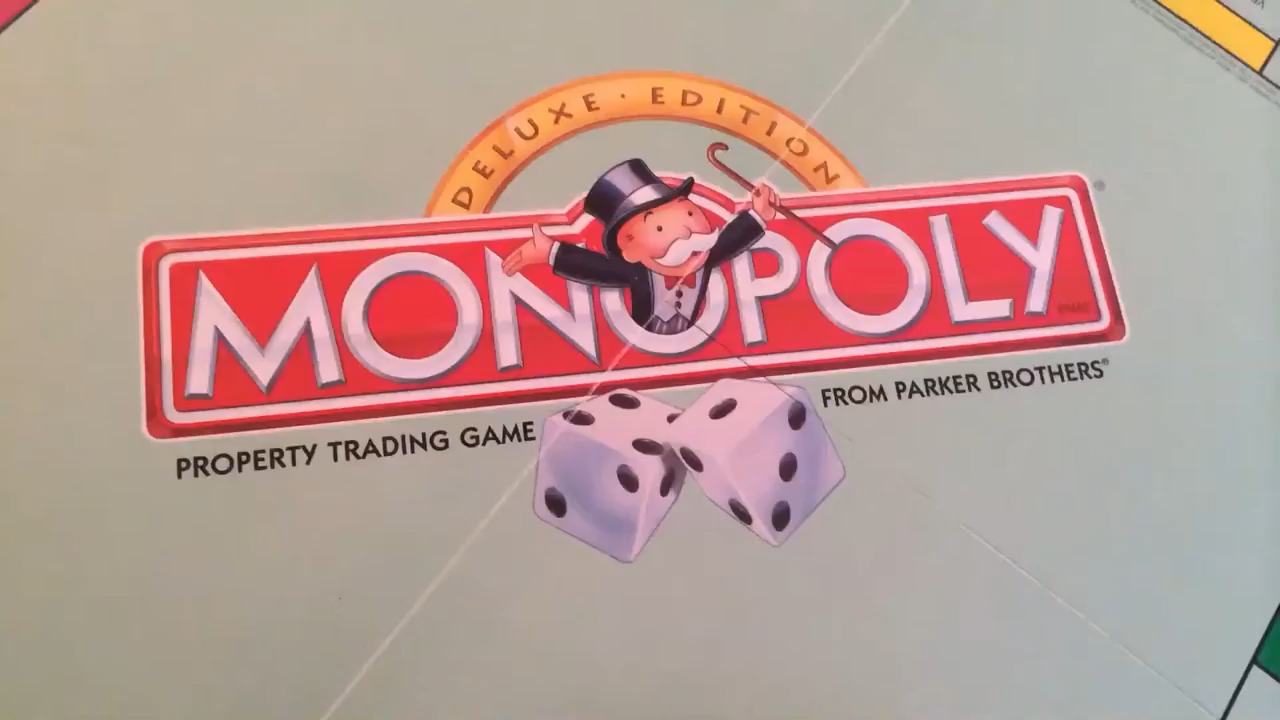 DELUXE · EDITION
MONOPOLY®
PROPERTY TRADING GAME
FROM PARKER BROTHERS®